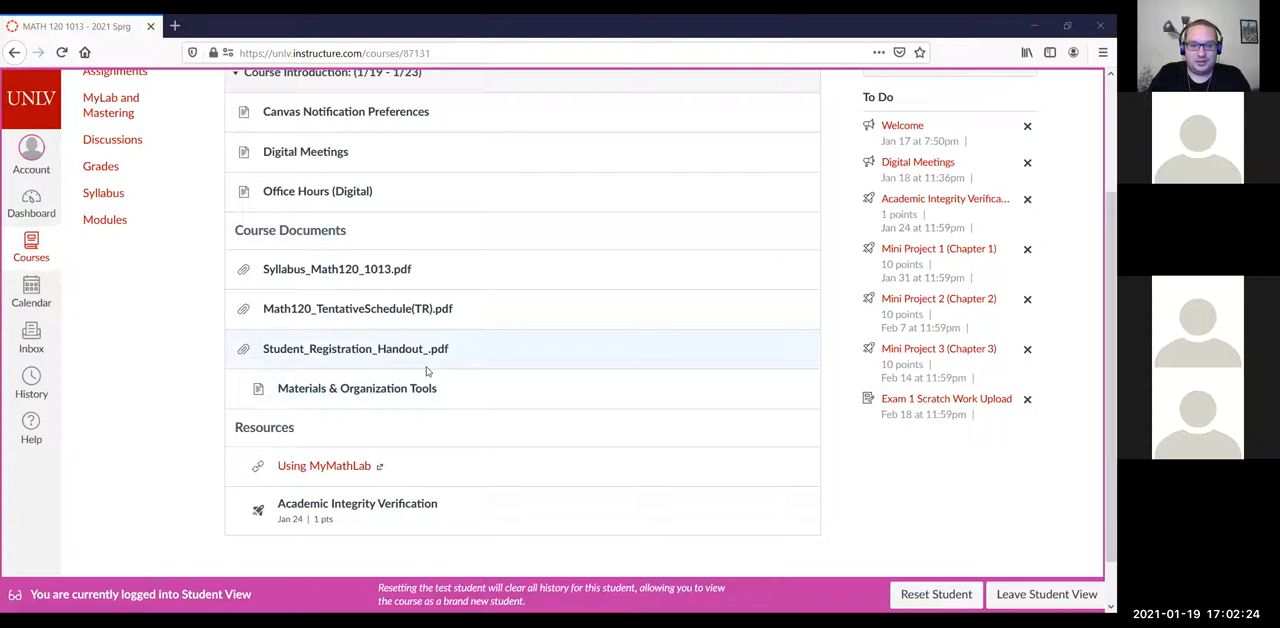 MATH 120 1013 - 2021 Sprg
https://unlv.instructure.com/courses/87131
UNLV
Account
Dashboard
Courses
Calendar
Inbox
History
Help
Assignments
MyLab and
Mastering
Discussions
Grades
Syllabus
Modules
Course Introduction: (1/19 - 1/23)
Canvas Notification Preferences
Digital Meetings
Office Hours (Digital)
Course Documents
Syllabus_Math120_1013.pdf
Math120_TentativeSchedule(TR).pdf
Student_Registration_Handout_.pdf
Materials & Organization Tools
Resources
Using MyMathLab
Academic Integrity Verification
Jan 24 | 1 pts
To Do
Welcome
Jan 17 at 7:50pm |
Digital Meetings
Jan 18 at 11:36pm |
Academic Integrity Verifica...
1 points |
Jan 24 at 11:59pm |
Mini Project 1 (Chapter 1)
10 points |
Jan 31 at 11:59pm |
Mini Project 2 (Chapter 2)
10 points |
Feb 7 at 11:59pm |
Mini Project 3 (Chapter 3)
10 points |
Feb 14 at 11:59pm |
Exam 1 Scratch Work Upload
Feb 18 at 11:59pm |
You are currently logged into Student View
Resetting the test student will clear all history for this student, allowing you to view
the course as a brand new student.
Reset Student
Leave Student View
2021-01-19 17:02:24